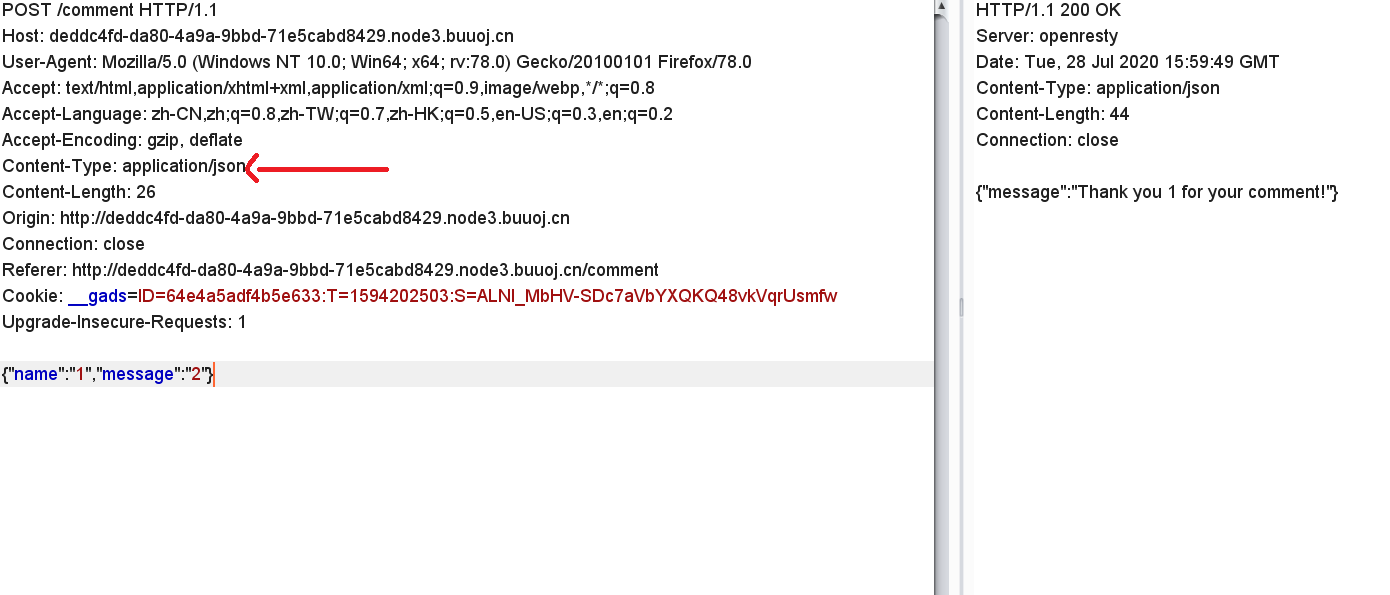 POST /comment HTTP/1.1
Host: deddc4fd-da80-4a9a-9bbd-71e5cabd8429.node3.buuoj.cn
User-Agent: Mozilla/5.0 (Windows NT 10.0; Win64; x64; rv:78.0) Gecko/20100101 Firefox/78.0
Accept: text/html,application/xhtml+xml,application/xml;q=0.9,image/webp,*/*;q=0.8
Accept-Language: zh-CN,zh;q=0.8,zh-TW;q=0.7,zh-HK;q=0.5,en-US;q=0.3,en;q=0.2
Accept-Encoding: gzip, deflate
Content-Type: application/json
Content-Length: 26
Origin: http://deddc4fd-da80-4a9a-9bbd-71e5cabd8429.node3.buuoj.cn
Connection: close
Referer: http://deddc4fd-da80-4a9a-9bbd-71e5cabd8429.node3.buuoj.cn/comment
Cookie: __gads=ID=64e4a5adf4b5e633:T=1594202503:S=ALNI_MbHV-SDc7aVbYXQKQ48vkVqrUsmfw
Upgrade-Insecure-Requests: 1
{"name":"1","message":"2"}
HTTP/1.1 200 OK
Server: openresty
Date: Tue, 28 Jul 2020 15:59:49 GMT
Content-Type: application/json
Content-Length: 44
Connection: close
{"message":"Thank you 1 for your comment!"}